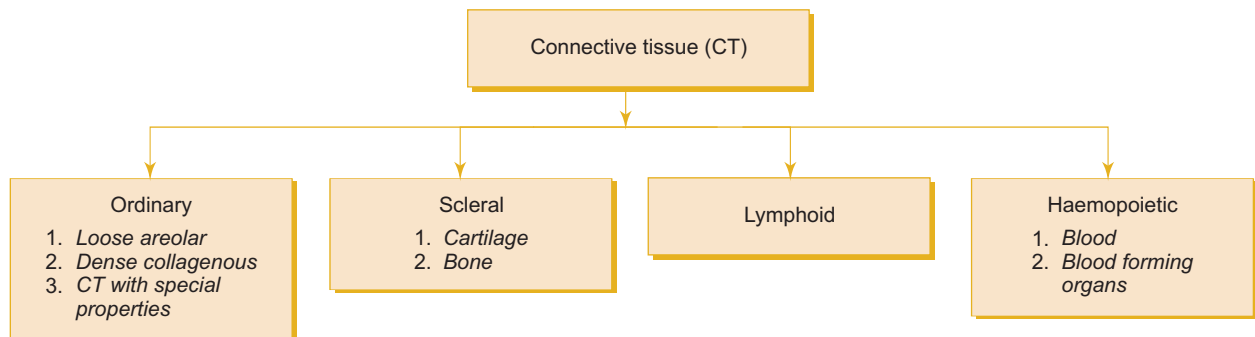 Connective tissue (CT)
Ordinary
1. Loose areolar
2. Dense collagenous
3. CT with special
properties
Scleral
1. Cartilage
2. Bone
Lymphoid
Haemopoietic
1. Blood
2. Blood forming
organs